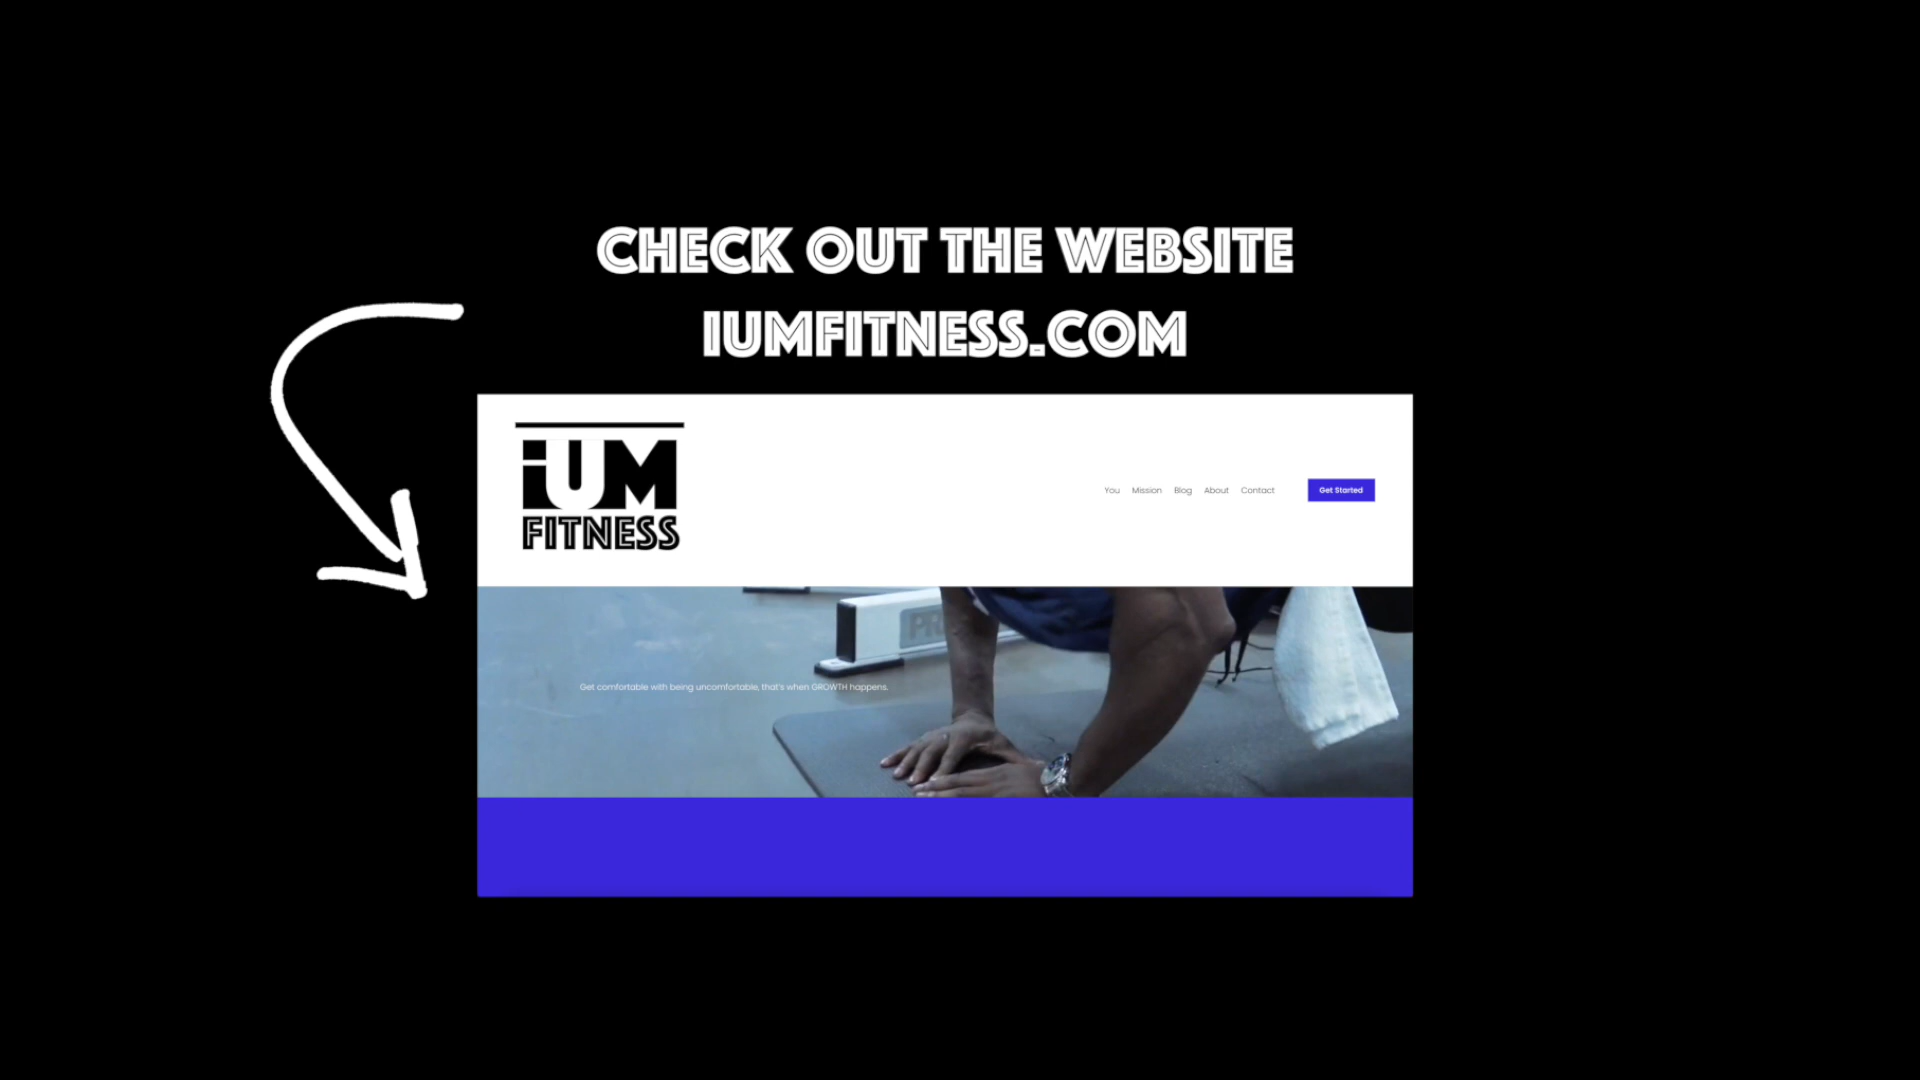 CHECK OUT THE WEBSITE
IUMFITNESS.COM
iUM
FITNESS
You Mission Blog About Contact Get Started
PR
Get comfortable with being uncomfortable, that's when GROWTH happens.